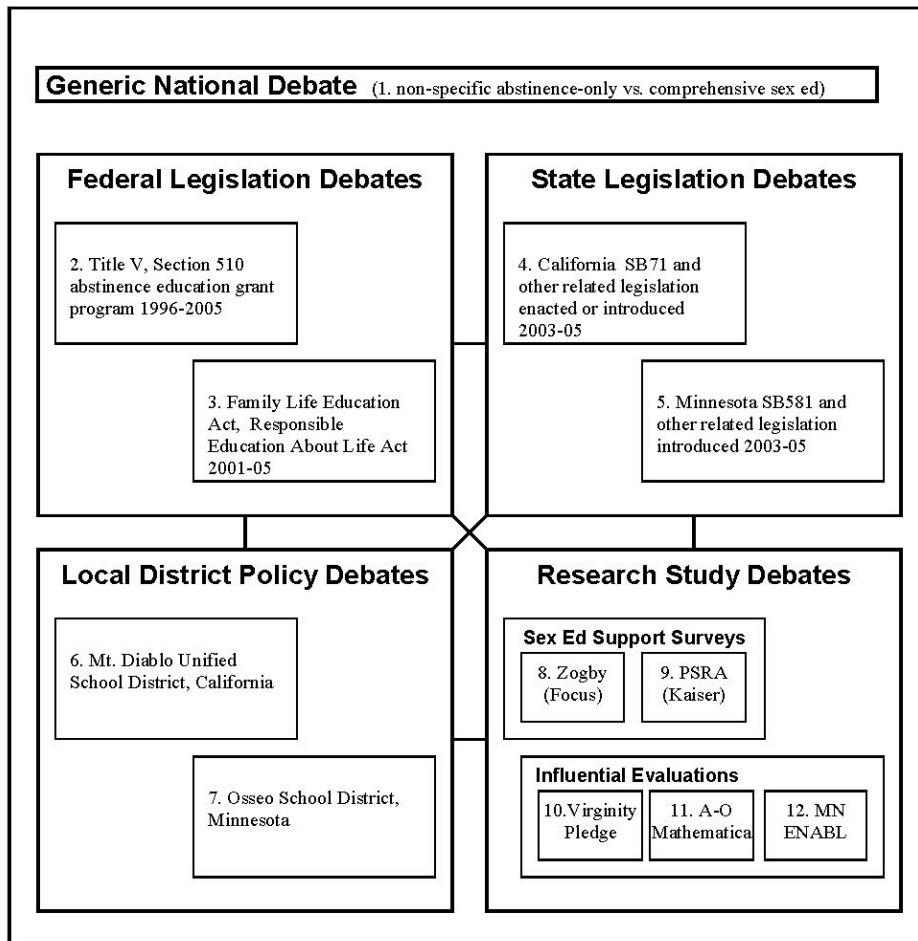 Generic National Debate (1. non-specific abstinence-only vs. comprehensive sex ed)
Federal Legislation Debates
2. Title V, Section 510
abstinence education grant
program 1996-2005
3. Family Life Education
Act, Responsible
Education About Life Act
2001-05
State Legislation Debates
4. California SB71 and
other related legislation
enacted or introduced
2003-05
5. Minnesota SB581 and
other related legislation
introduced 2003-05
Local District Policy Debates
6. Mt. Diablo Unified
School District, California
7. Osseo School District,
Minnesota
Research Study Debates
Sex Ed Support Surveys
8. Zogby
(Focus)
9. PSRA
(Kaiser)
Influential Evaluations
10.Virginity
Pledge
11. A-O
Mathematica
12. MN
ENABL